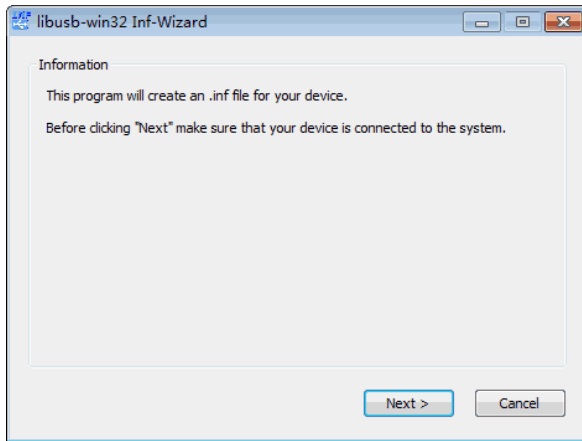 libusb-win32 Inf-Wizard
Information
This program will create an .inf file for your device.
Before clicking "Next" make sure that your device is connected to the system.
Next >
Cancel